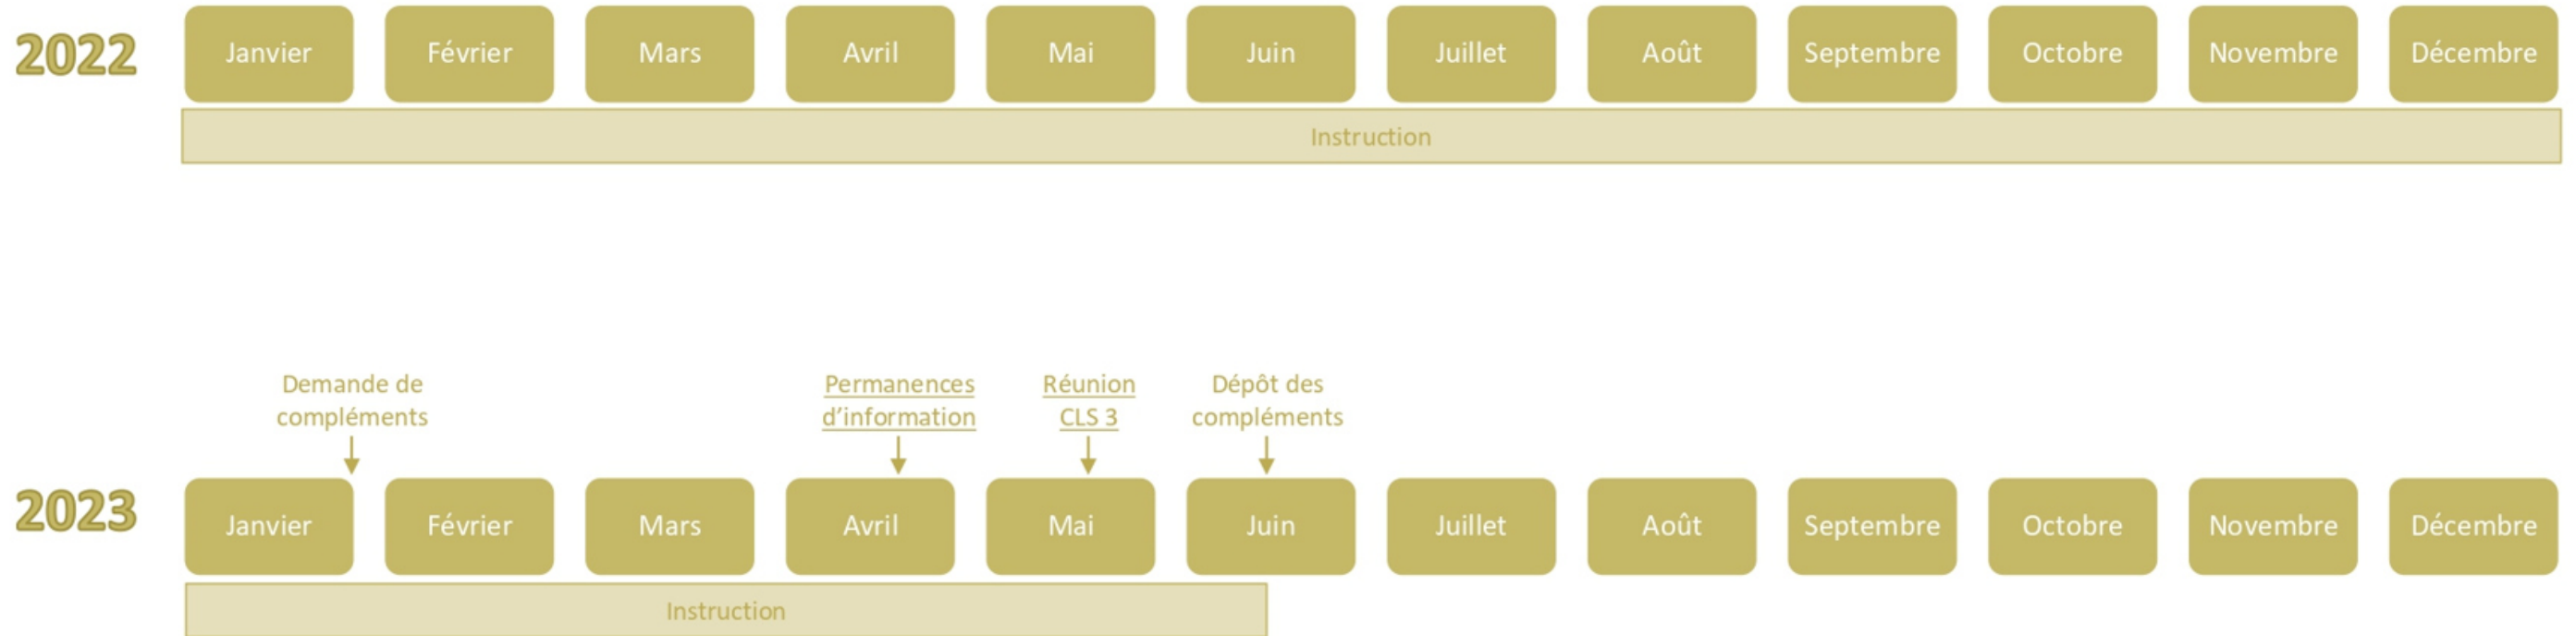 2022 Janvier Février Mars Avril Mai Juin Juillet Août Septembre Octobre Novembre Décembre
Instruction
Demande de
compléments
Permanences
d'information
Réunion
CLS 3
Dépôt des
compléments
2023 Janvier Février Mars Avril Mai Juin Juillet Août Septembre Octobre Novembre Décembre
Instruction